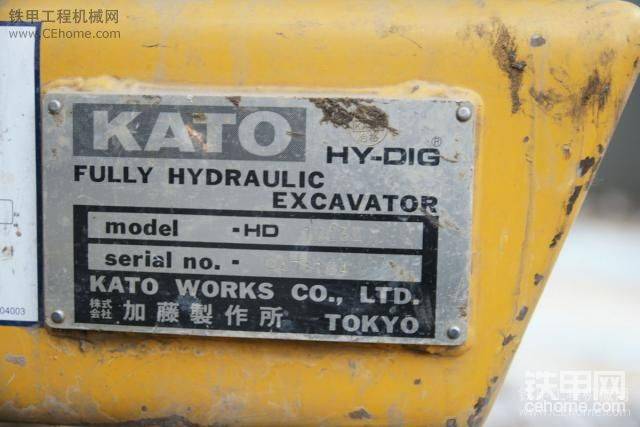 铁甲工程机械网
www.CEhome.com
KATO
HY-DIG ®
FULLY HYDRAULIC
EXCAVATOR
model -HD
serial no. -
KATO WORKS CO., LTD.
株式会社 加藤製作所 TOKYO
04003
铁甲网
cehome.com